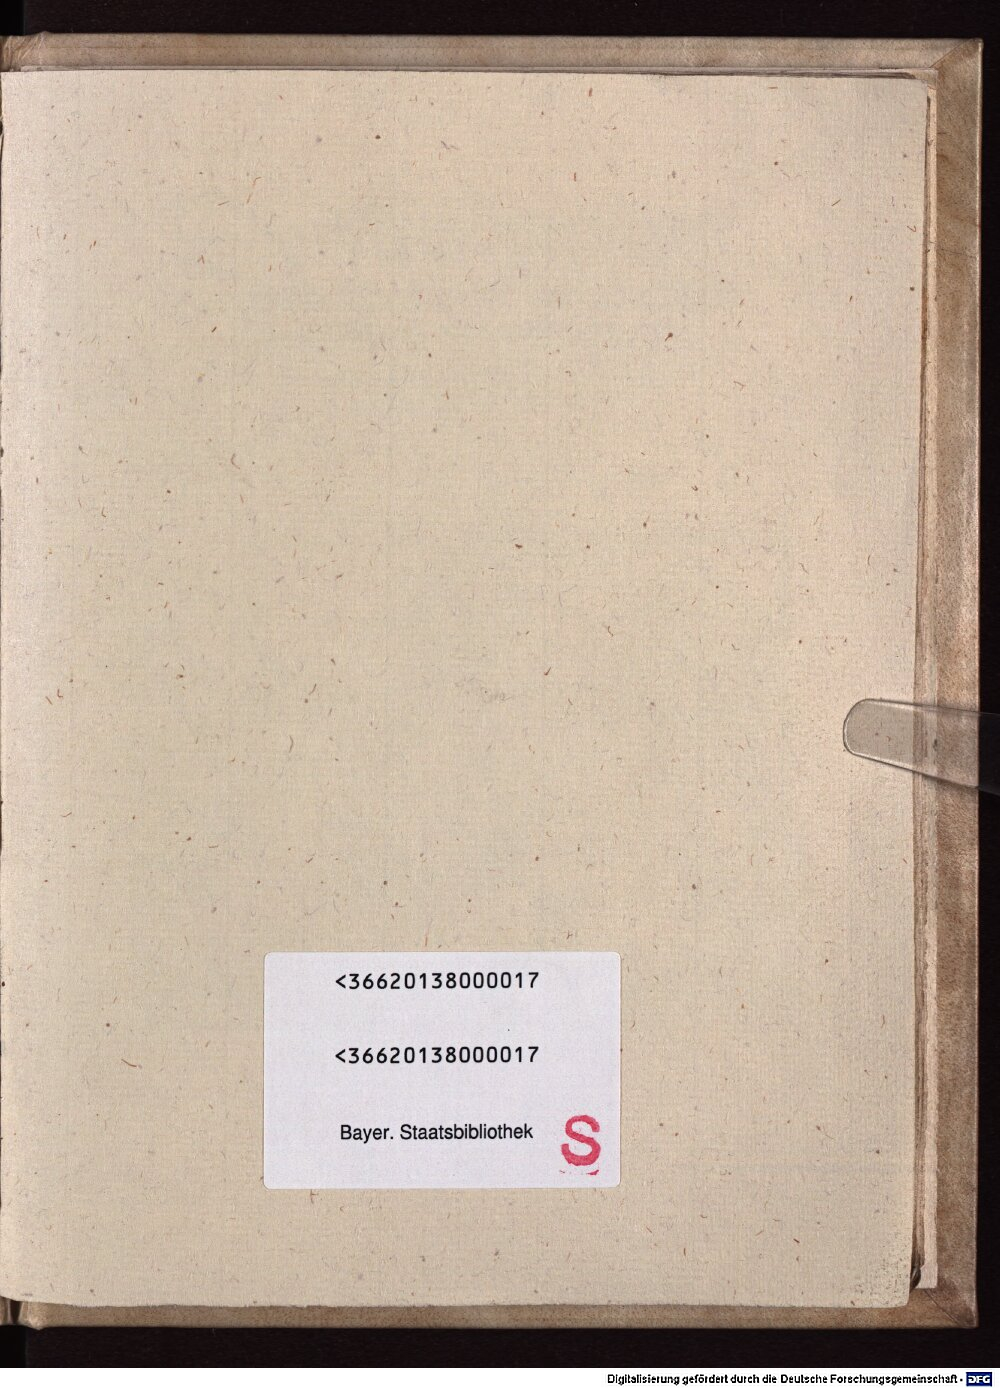 <36620138000017
<36620138000017
Bayer. Staatsbibliothek
S
Digitalisierung gefördert durch die Deutsche Forschungsgemeinschaft - DFG